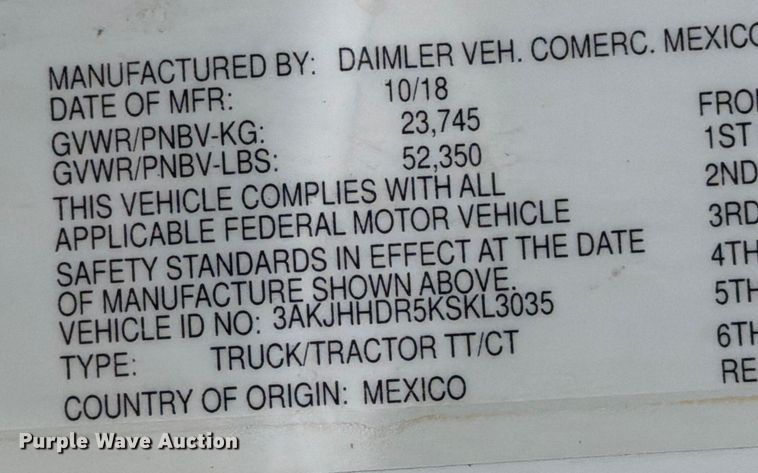 MANUFACTURED BY: DAIMLER VEH. COMERC. MEXICO
DATE OF MFR: 10/18
GVWR/PNBV-KG: 23,745
GVWR/PNBV-LBS: 52,350
THIS VEHICLE COMPLIES WITH ALL
APPLICABLE FEDERAL MOTOR VEHICLE
SAFETY STANDARDS IN EFFECT AT THE DATE
OF MANUFACTURE SHOWN ABOVE.
VEHICLE ID NO: 3AKJHHDR5KSKL3035
TYPE: TRUCK/TRACTOR TT/CT
COUNTRY OF ORIGIN: MEXICO
1ST
2ND
3RD
4TH
5TH
6TH
Purple Wave Auction